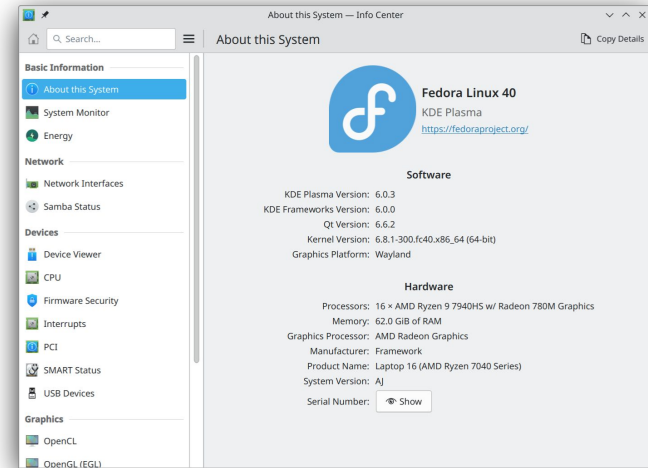 About this System — Info Center
Search...
About this System
Copy Details
Basic Information
About this System
System Monitor
Energy
Network
Network Interfaces
Samba Status
Devices
Device Viewer
CPU
Firmware Security
Interrupts
PCI
SMART Status
USB Devices
Graphics
OpenCL
OpenGL (EGL)
Fedora Linux 40
KDE Plasma
https://fedoraproject.org/
Software
KDE Plasma Version: 6.0.3
KDE Frameworks Version: 6.0.0
Qt Version: 6.6.2
Kernel Version: 6.8.1-300.fc40.x86_64 (64-bit)
Graphics Platform: Wayland
Hardware
Processors: 16 × AMD Ryzen 9 7940HS w/ Radeon 780M Graphics
Memory: 62.0 GiB of RAM
Graphics Processor: AMD Radeon Graphics
Manufacturer: Framework
Product Name: Laptop 16 (AMD Ryzen 7040 Series)
System Version: AJ
Serial Number: Show